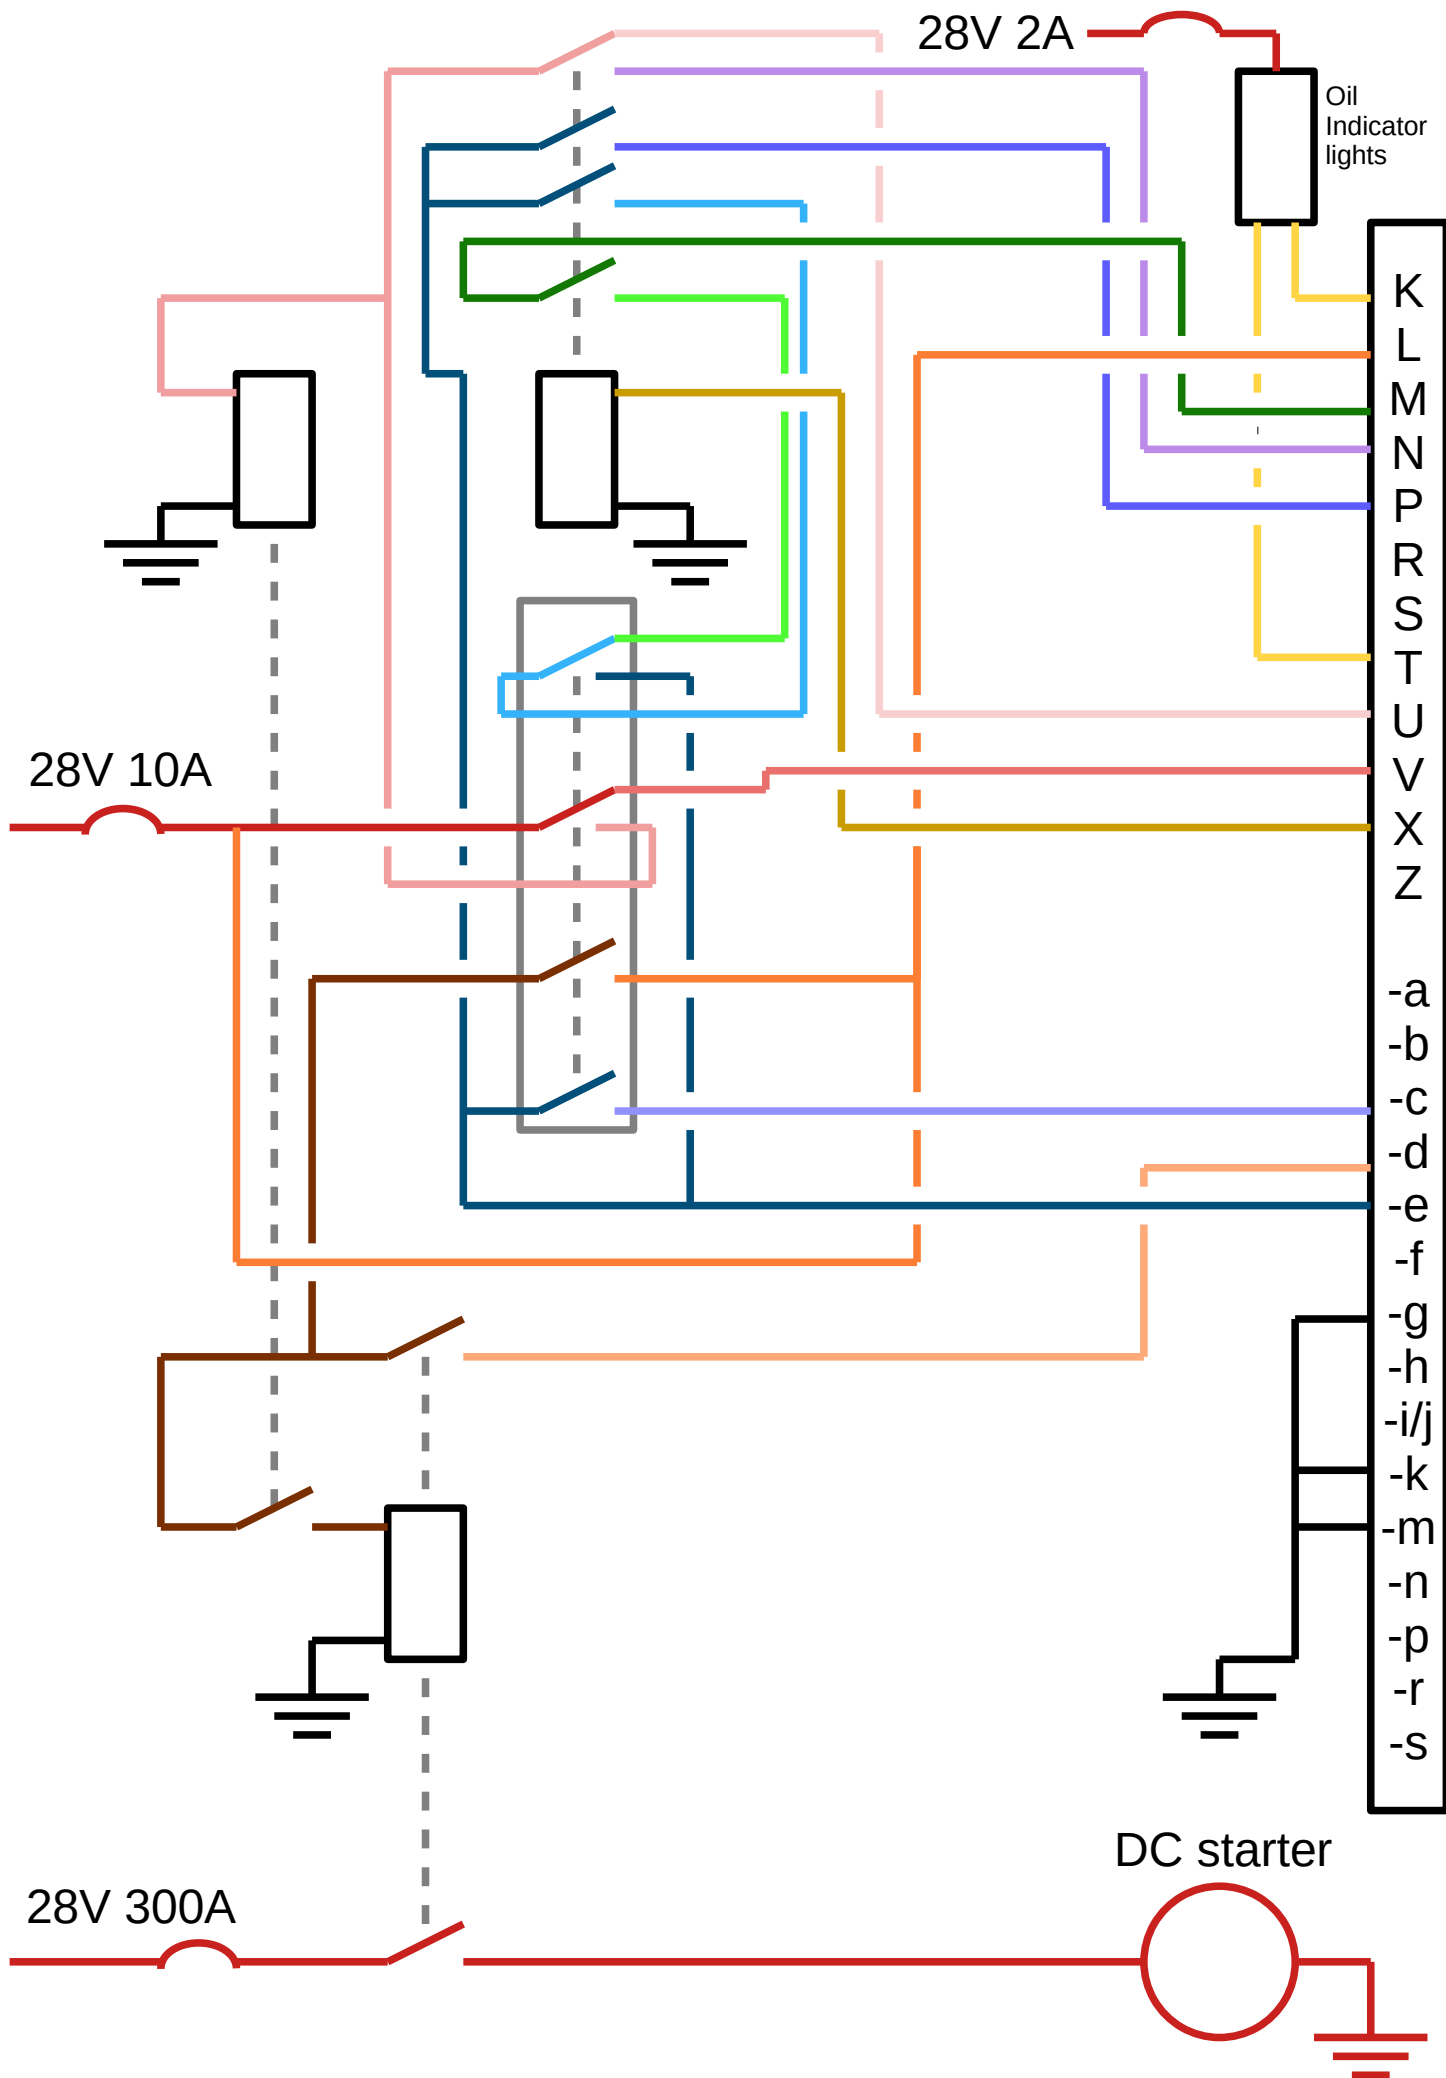 28V 2A
Oil
Indicator
lights
K
L
M
N
P
R
S
T
U
28V 10A
V
X
Z
-a
-b
-c
-d
-e
-f
-g
-h
-i/j
-k
-m
-n
-p
-r
-s
DC starter
28V 300A